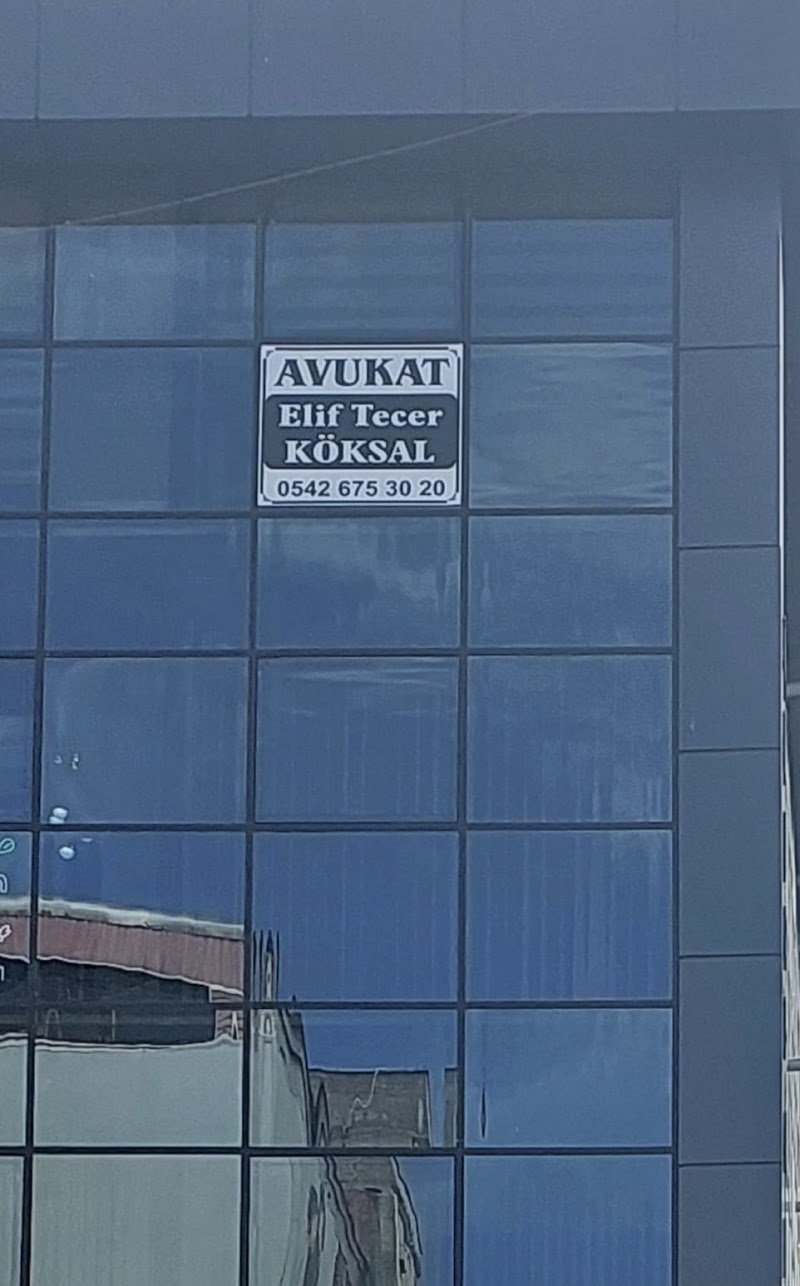 AVUKAT
Elif Tecer
KÖKSAL
0542 675 30 20